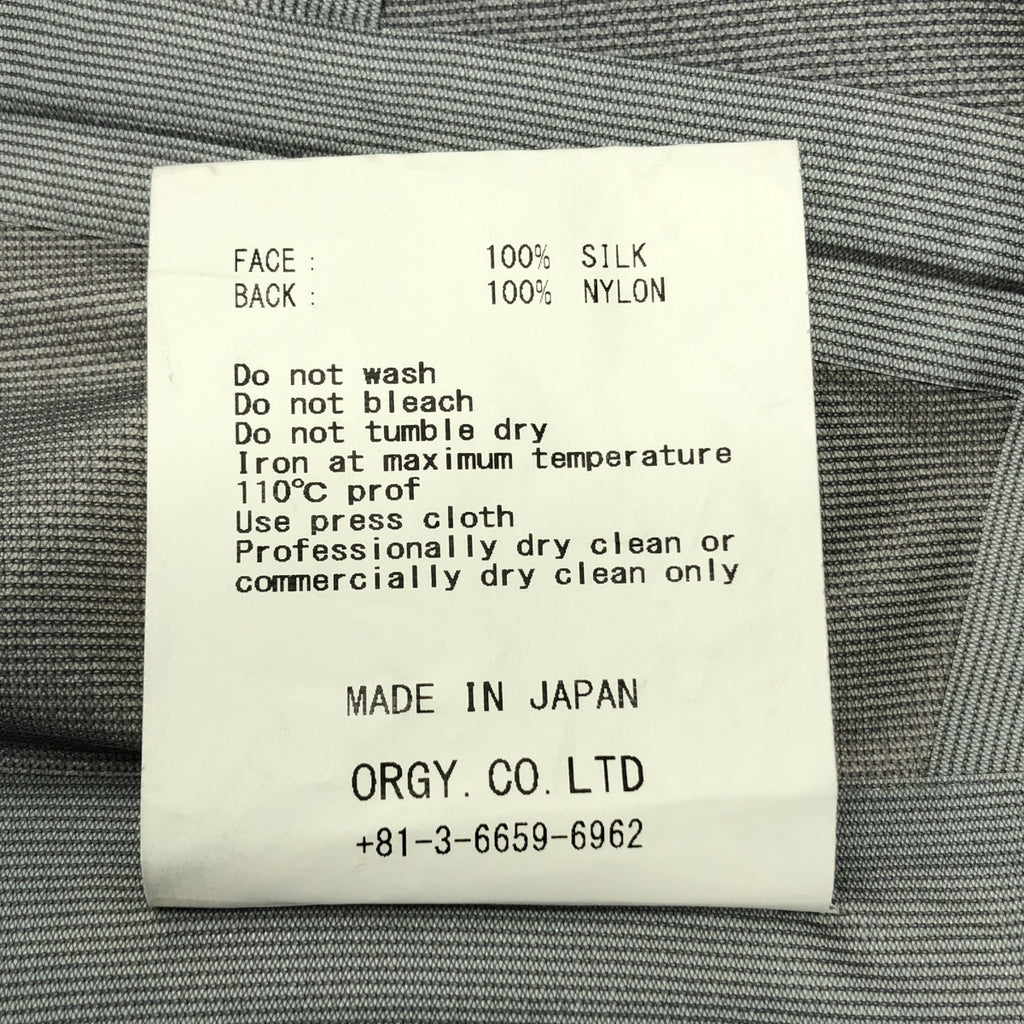 FACE : 100% SILK
BACK : 100% NYLON
Do not wash
Do not bleach
Do not tumble dry
Iron at maximum temperature
110℃ prof
Use press cloth
Professionally dry clean or
commercially dry clean only
MADE IN JAPAN
ORGY. CO. LTD
+81-3-6659-6962